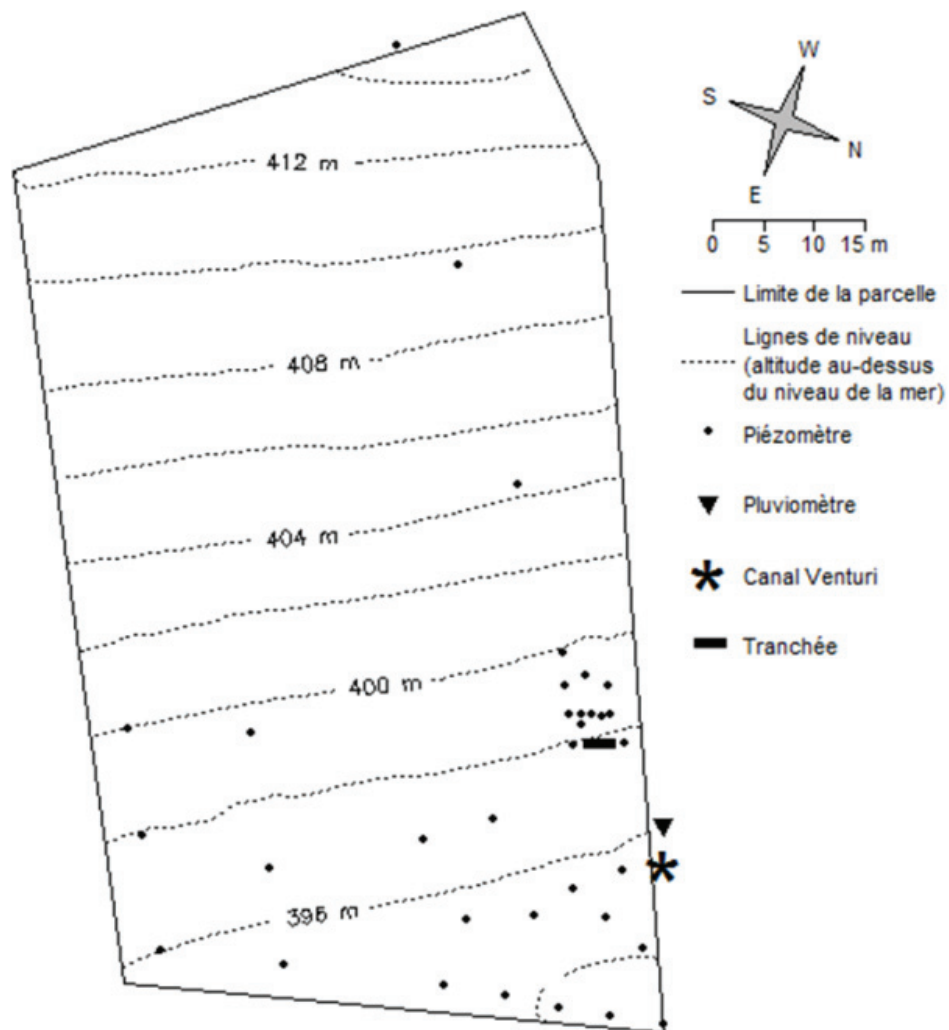 W
S
N
E
0 5 10 15 m
Limite de la parcelle
Lignes de niveau
(altitude au-dessus
du niveau de la mer)
Piézomètre
Pluviomètre
Canal Venturi
Tranchée
412 m
408 m
404 m
400 m
396 m